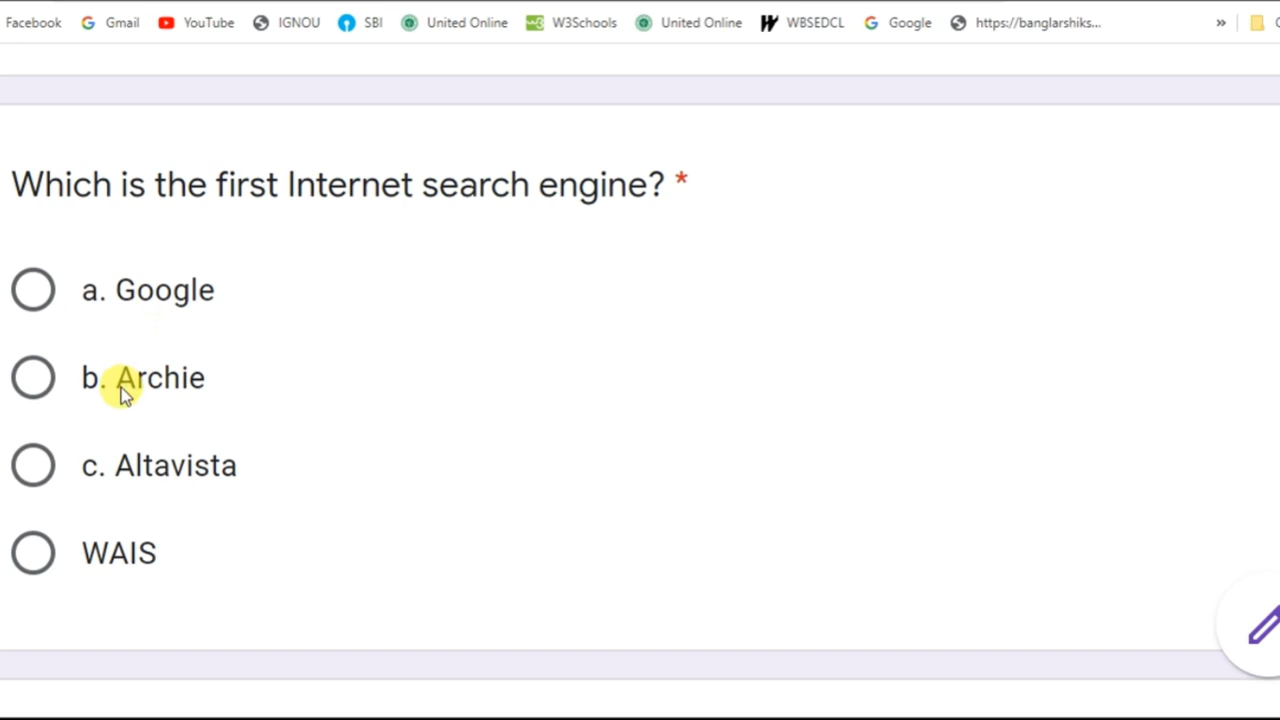 Facebook Gmail YouTube IGNOU SBI United Online W3Schools United Online WBSEDCL Google https://banglarshiks... »
Which is the first Internet search engine? *
a. Google
b. Archie
c. Altavista
WAIS